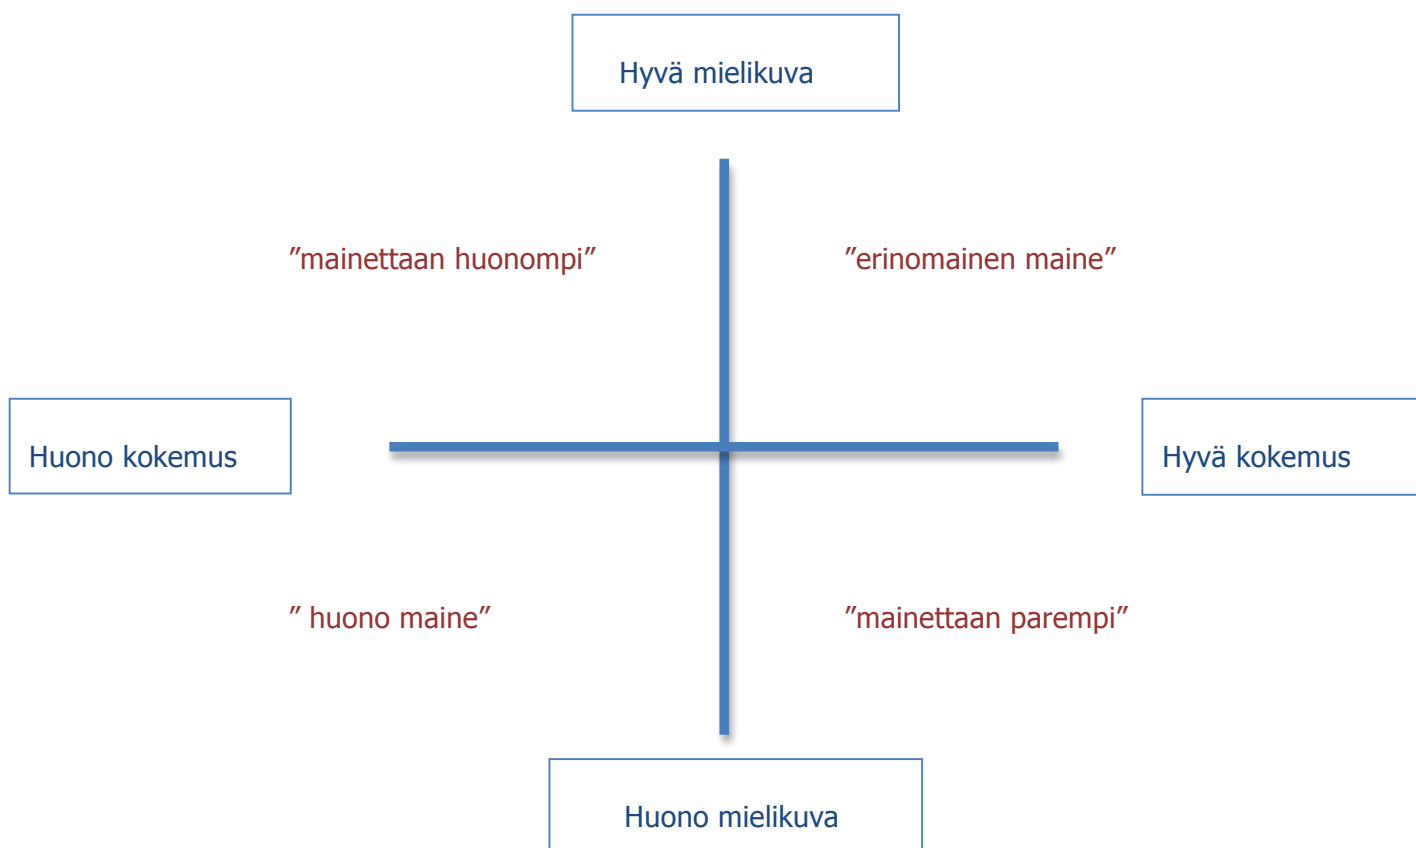 Hyvä mielikuva
”mainettaan huonompi”
”erinomainen maine”
Huono kokemus
Hyvä kokemus
” huono maine”
”mainettaan parempi”
Huono mielikuva